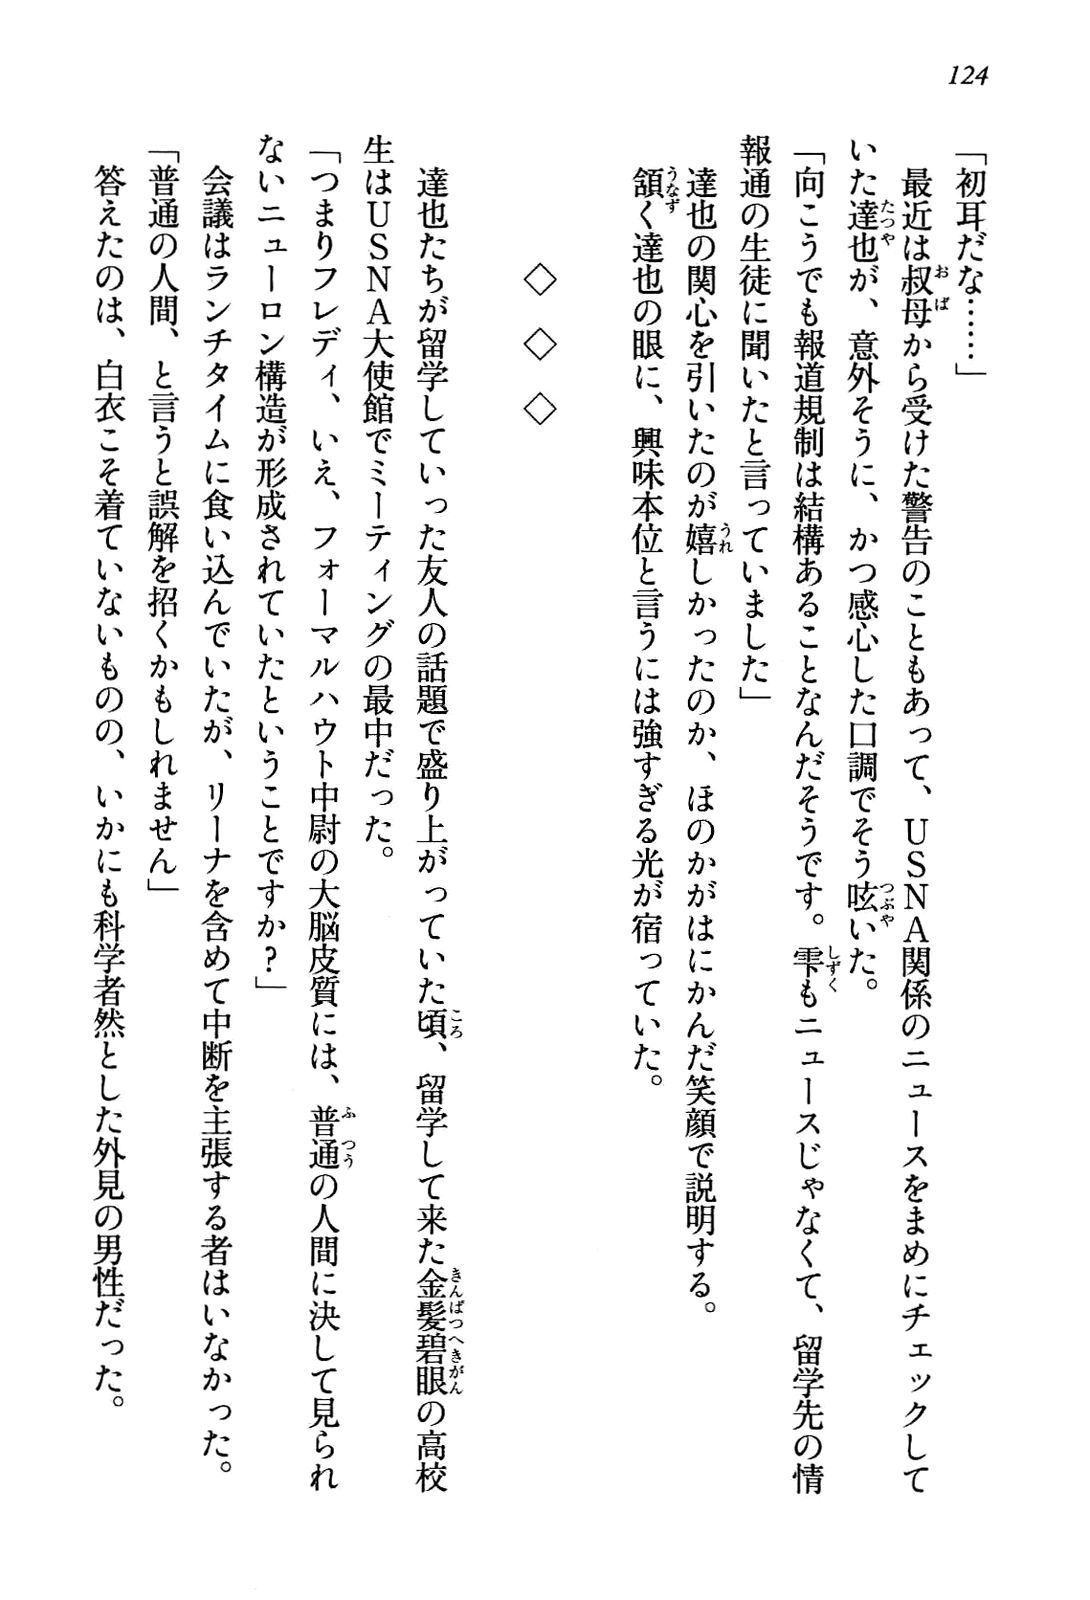 124
「初耳だな……」
最近は叔母から受けた警告のこともあって、USNA関係のニュースをまめにチェックして
いた達也が、意外そうに、かつ感心した口調でそう呟いた。
「向こうでも報道規制は結構あることなんだそうです。雫もニュースじゃなくて、留学先の情
報通の生徒に聞いたと言っていました」
達也の関心を引いたのが嬉しかったのか、ほのかがはにかんだ笑顔で説明する。
頷く達也の眼に、興味本位と言うには強すぎる光が宿っていた。
◇ ◇ ◇
達也たちが留学していった友人の話題で盛り上がっていた頃、留学して来た金髪碧眼の高校
生はUSNA大使館でミーティングの最中だった。
「つまりフレディ、いえ、フォーマルハウト中尉の大脳皮質には、普通の人間に決して見られ
ないニューロン構造が形成されていたということですか?」
会議はランチタイムに食い込んでいたが、リーナを含めて中断を主張する者はいなかった。
「普通の人間、と言うと誤解を招くかもしれません」
答えたのは、白衣こそ着ていないものの、いかにも科学者然とした外見の男性だった。